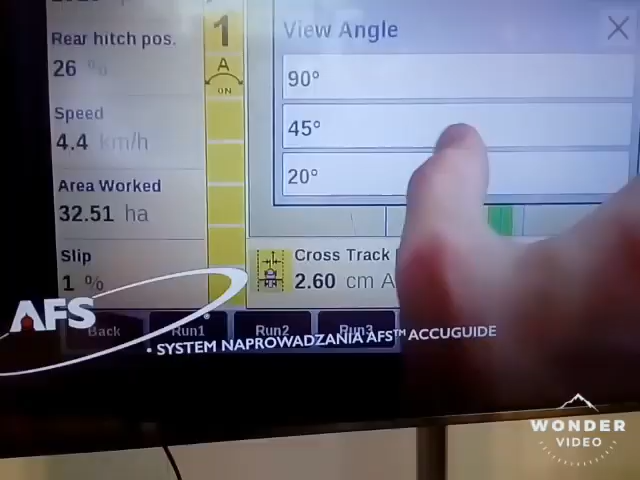 Rear hitch pos.
26 %
Speed
4.4 km/h
Area Worked
32.51 ha
Slip
1 %
1
A
ON
View Angle
90°
45°
20°
Cross Track
2.60 cm A
Back
Run1
Run2
Run3
AFS
• SYSTEM NAPROWADZANIA AFS™ ACCUGUIDE
WONDER
VIDEO